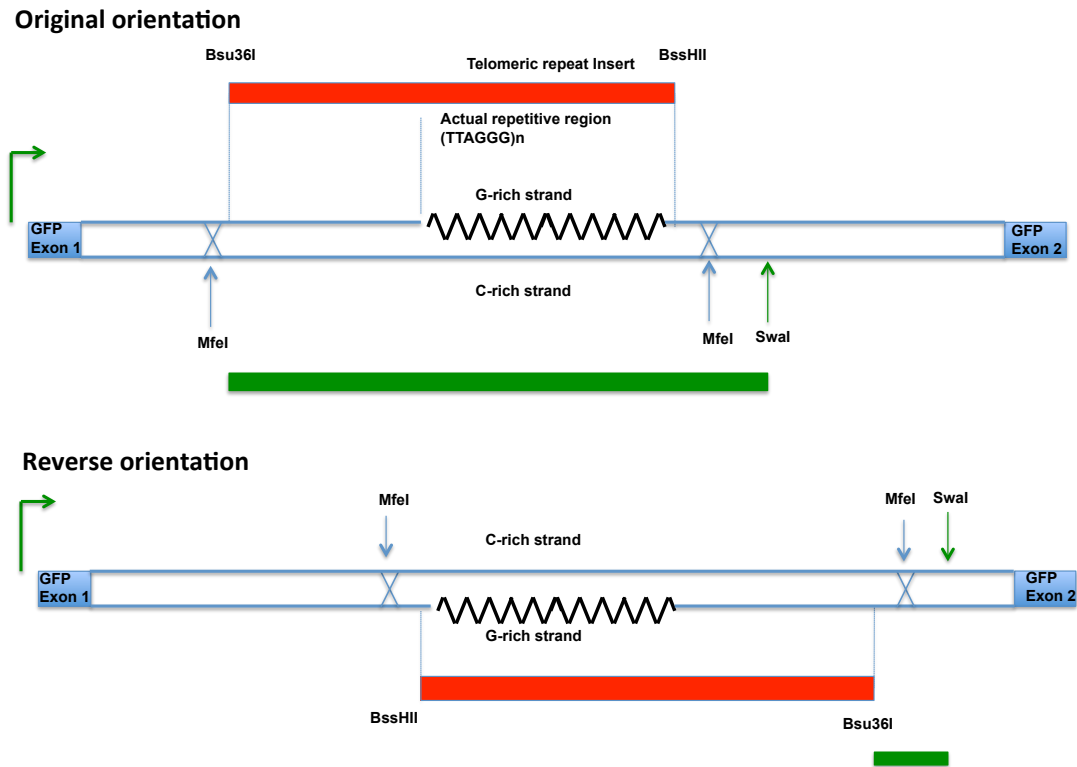 Original orientation
Bsu36I
BssHII
Telomeric repeat Insert
Actual repetitive region
(TTAGGG)n
G-rich strand
GFP
Exon 1
GFP
Exon 2
C-rich strand
MfeI
MfeI
SwaI
Reverse orientation
MfeI
MfeI
SwaI
C-rich strand
GFP
Exon 1
GFP
Exon 2
G-rich strand
BssHII
Bsu36I